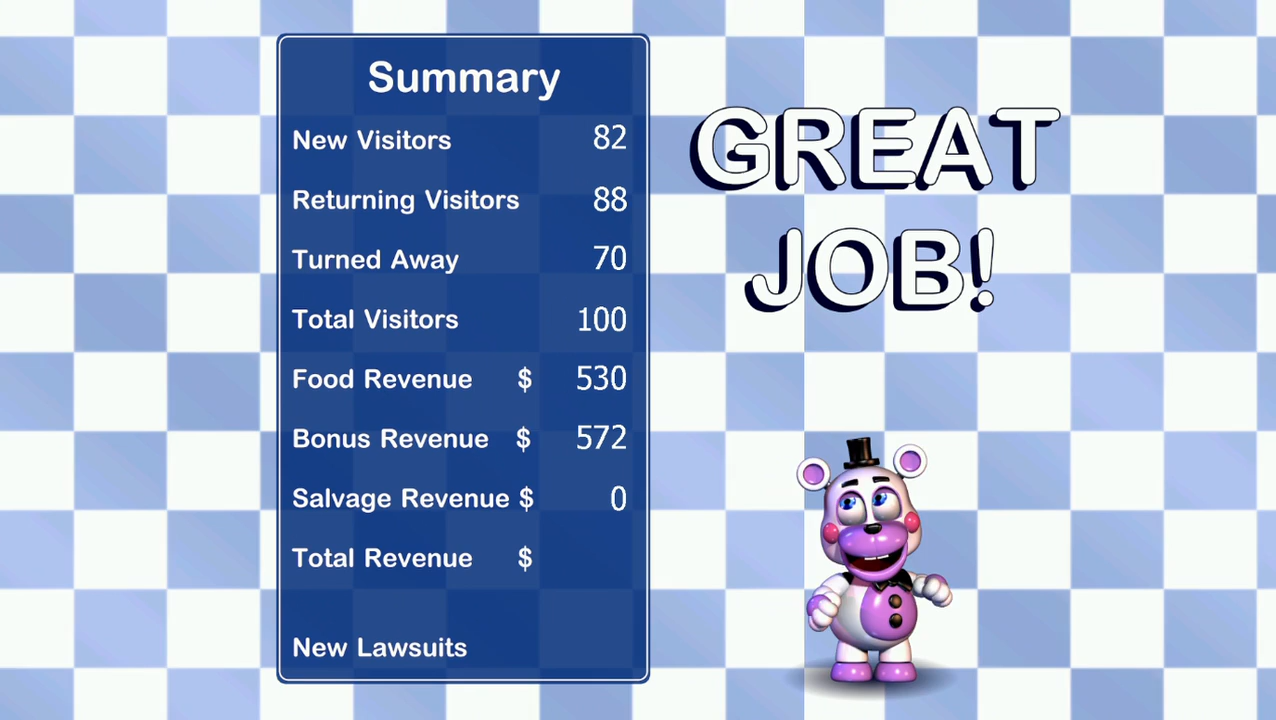 Summary
New Visitors 82
Returning Visitors 88
Turned Away 70
Total Visitors 100
Food Revenue $ 530
Bonus Revenue $ 572
Salvage Revenue $ 0
Total Revenue $
New Lawsuits
GREAT
JOB!